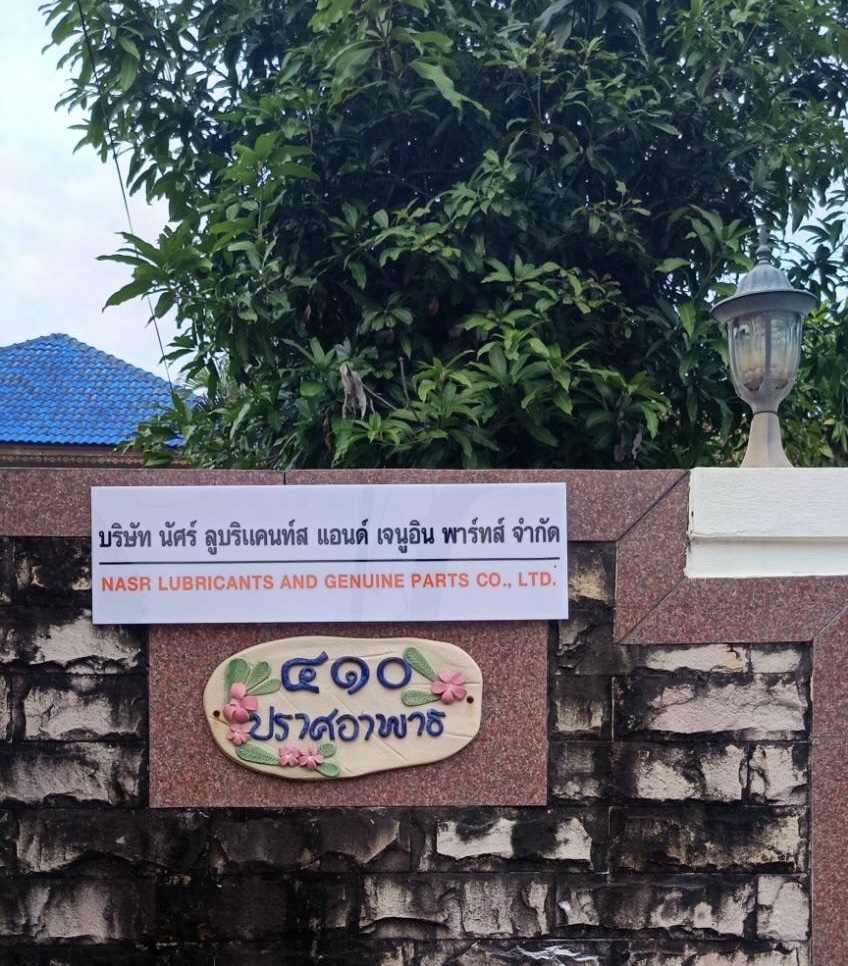 บริษัท นัศร์ ลูบริแคนท์ส แอนด์ เจนูอิน พาร์ทส์ จำกัด
NASR LUBRICANTS AND GENUINE PARTS CO., LTD.
๔๑๐
ปราศอาพาธ